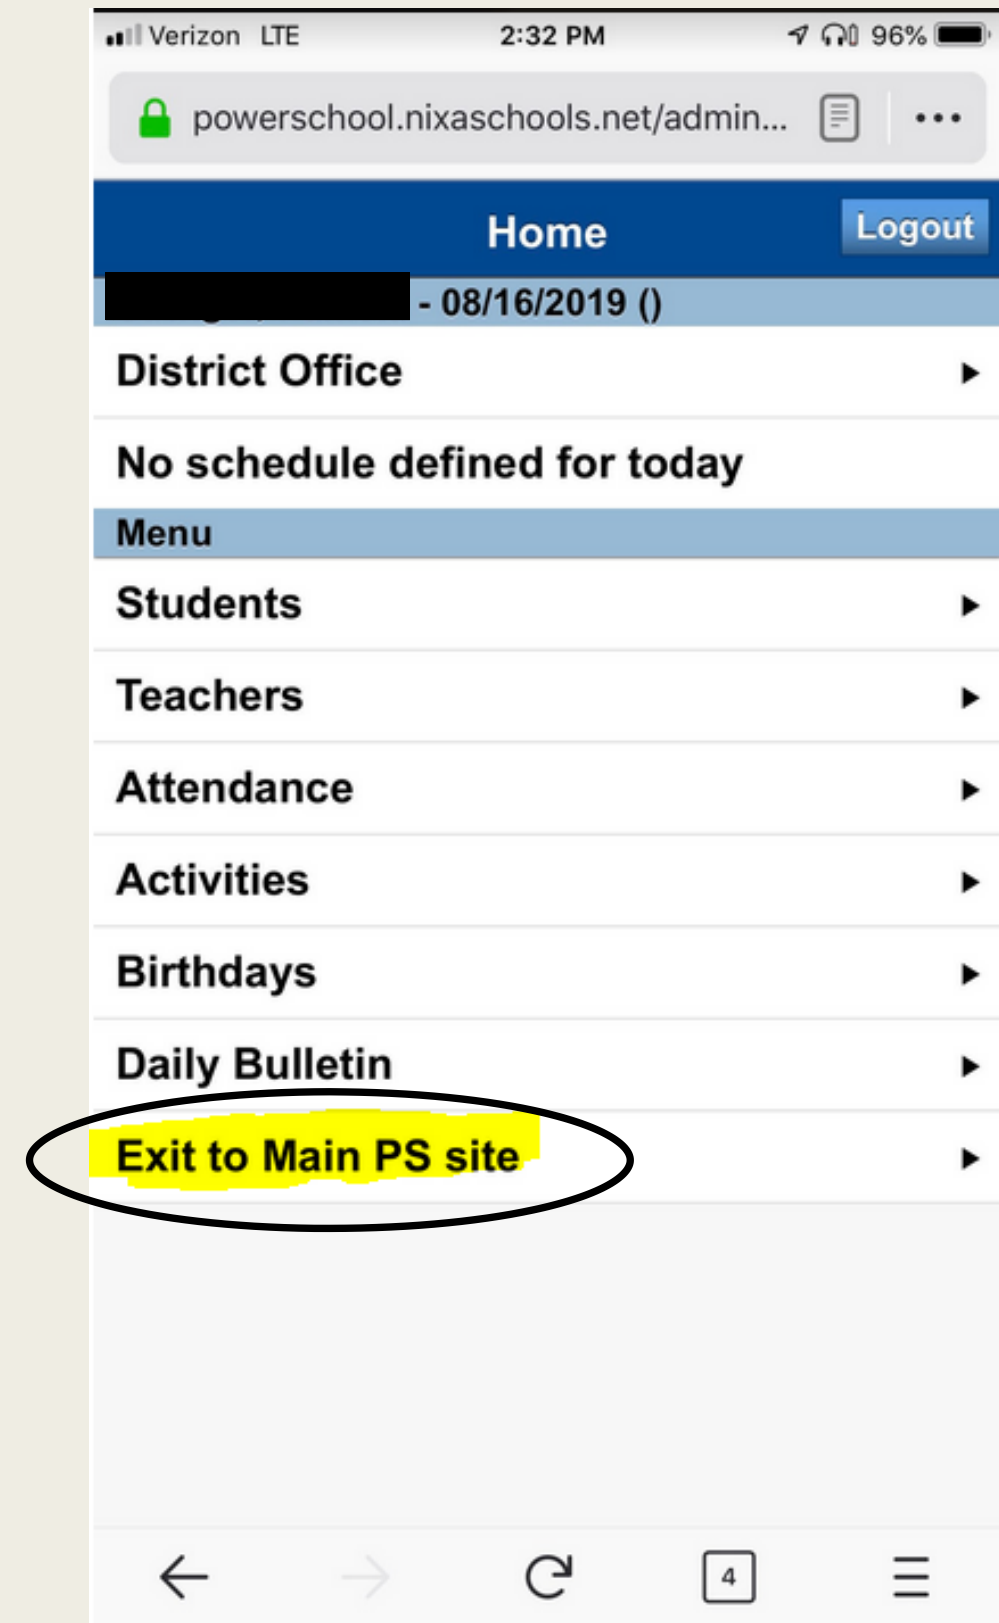 Verizon LTE 2:32 PM 96%
powerschool.nixaschools.net/admin... ...
Home Logout
- 08/16/2019 ()
District Office
No schedule defined for today
Menu
Students
Teachers
Attendance
Activities
Birthdays
Daily Bulletin
Exit to Main PS site
4